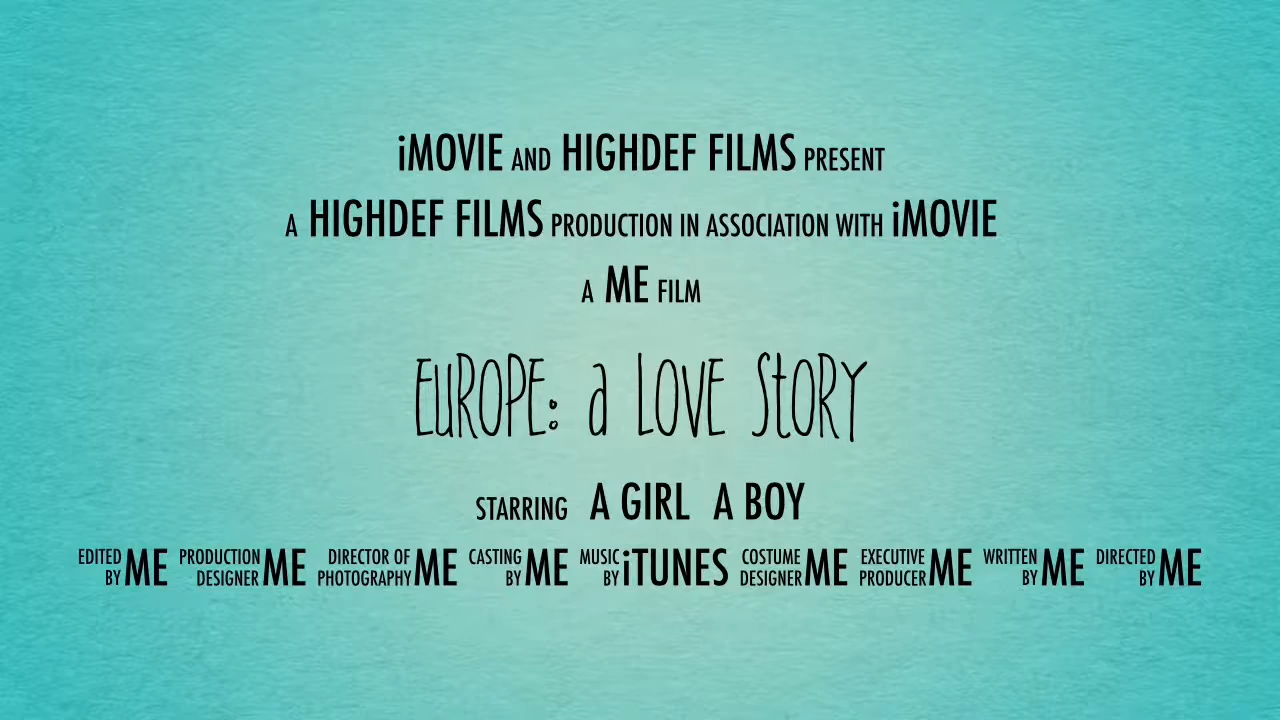 iMOVIE AND HIGHDEF FILMS PRESENT
A HIGHDEF FILMS PRODUCTION IN ASSOCIATION WITH iMOVIE
A ME FILM
EUROPE: a LOVE StORY
STARRING A GIRL A BOY
EDITED BY ME PRODUCTION DESIGNER ME DIRECTOR OF PHOTOGRAPHY ME CASTING BY ME MUSIC BY iTUNES COSTUME DESIGNER ME EXECUTIVE PRODUCER ME WRITTEN BY ME DIRECTED BY ME